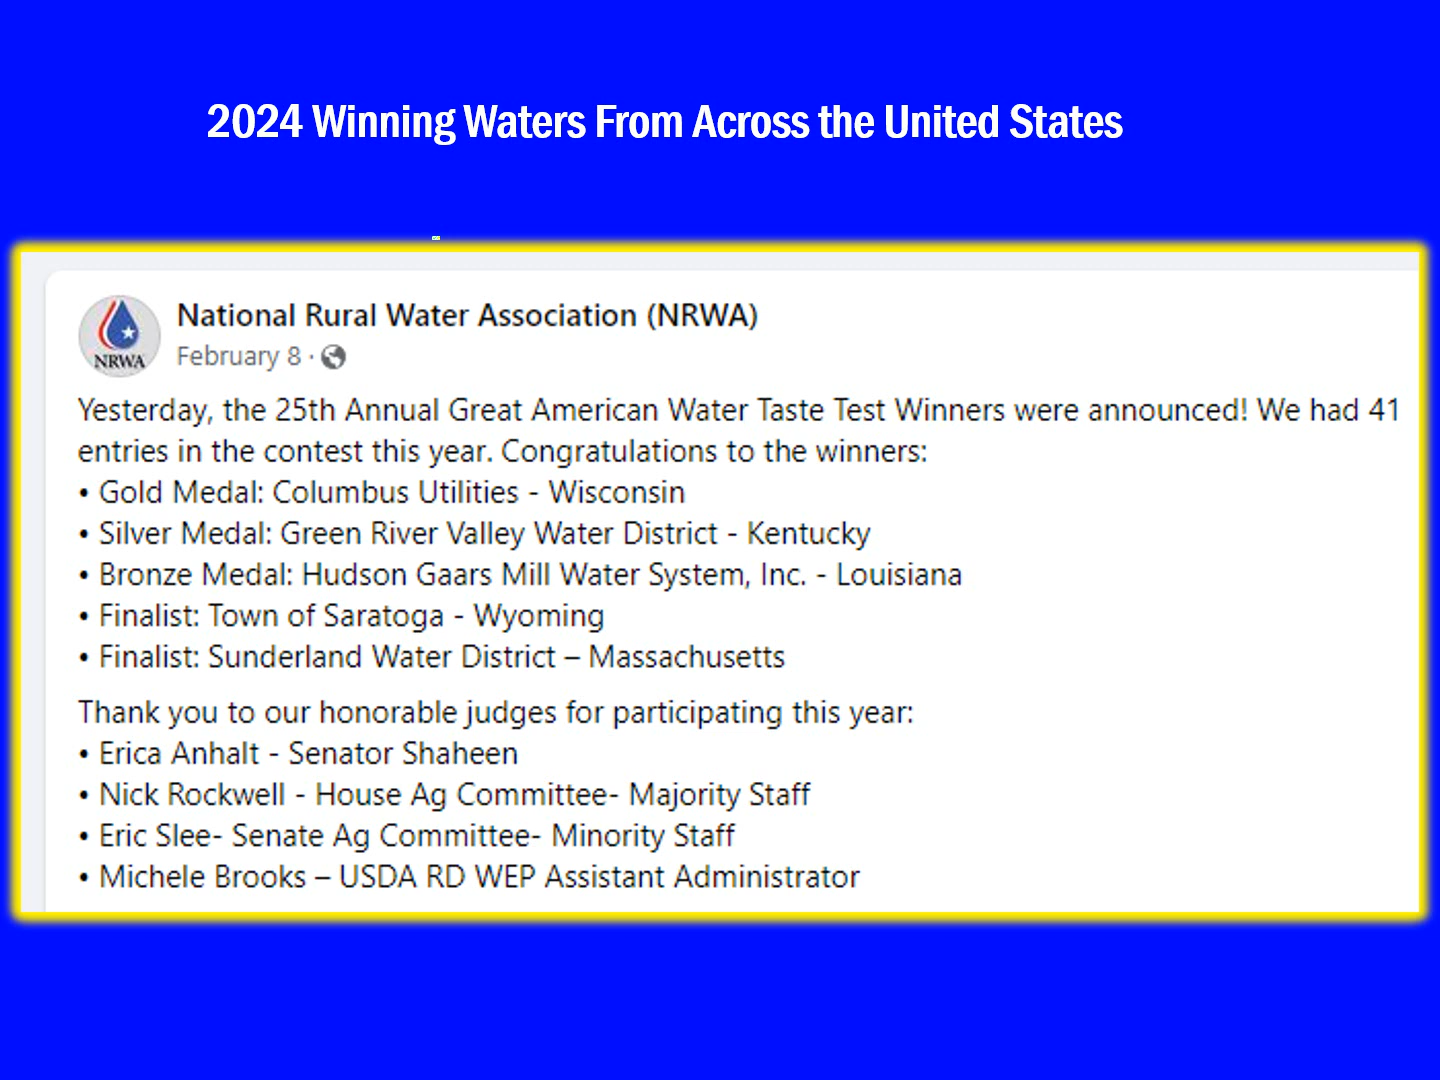 2024 Winning Waters From Across the United States
NRWA
National Rural Water Association (NRWA)
February 8 ·
Yesterday, the 25th Annual Great American Water Taste Test Winners were announced! We had 41
entries in the contest this year. Congratulations to the winners:
• Gold Medal: Columbus Utilities - Wisconsin
• Silver Medal: Green River Valley Water District - Kentucky
• Bronze Medal: Hudson Gaars Mill Water System, Inc. - Louisiana
• Finalist: Town of Saratoga - Wyoming
• Finalist: Sunderland Water District – Massachusetts
Thank you to our honorable judges for participating this year:
• Erica Anhalt - Senator Shaheen
• Nick Rockwell - House Ag Committee- Majority Staff
• Eric Slee- Senate Ag Committee- Minority Staff
• Michele Brooks – USDA RD WEP Assistant Administrator